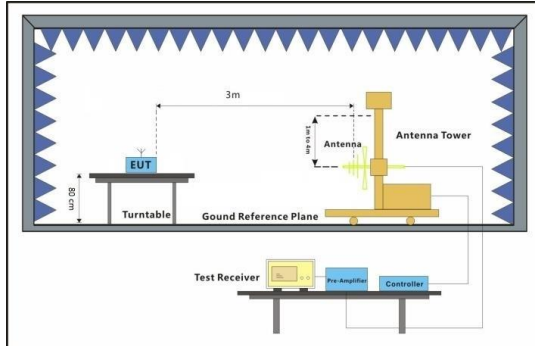 3m
Antenna
1m to 4m
Antenna Tower
EUT
80 cm
Turntable
Gound Reference Plane
Test Receiver
Pre-Amplifier
Controller